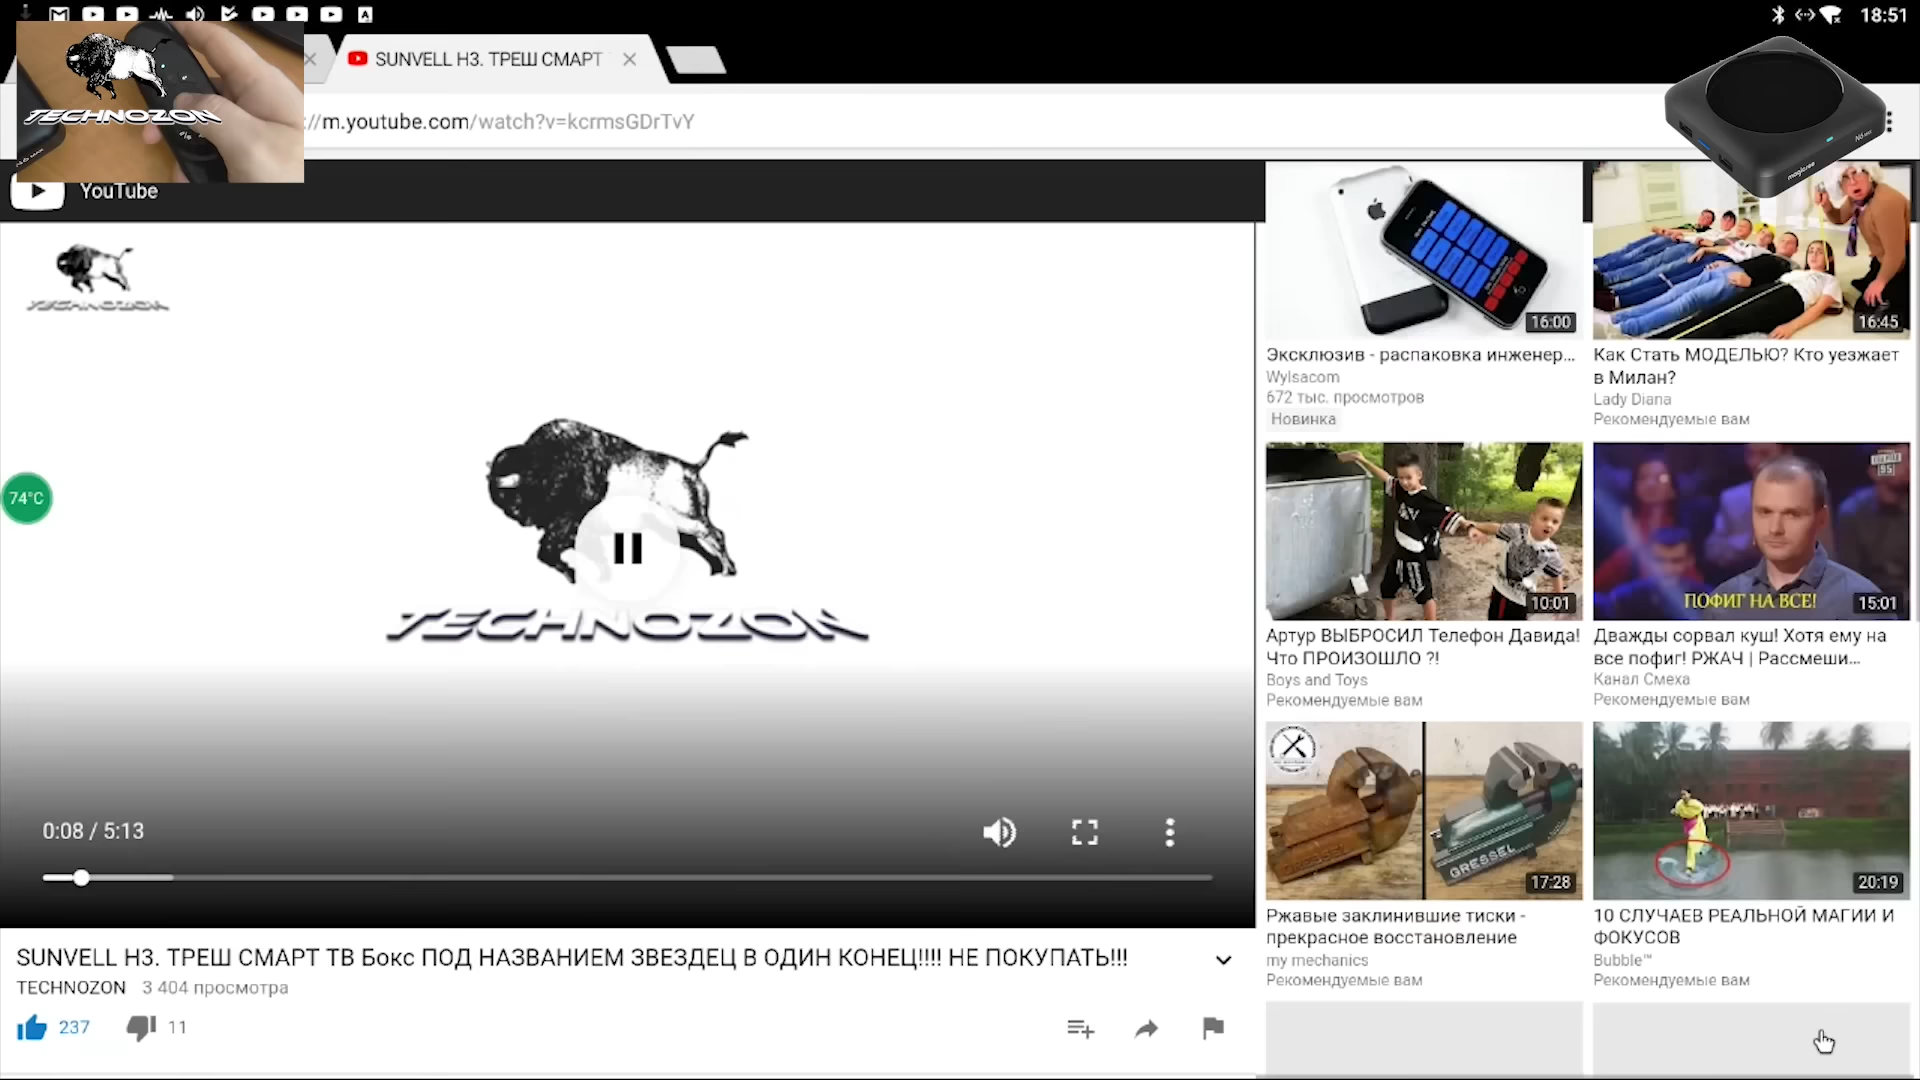 18:51
SUNVELL H3. ТРЕШ СМАРТ
TECHNOZON
://m.youtube.com/watch?v=kcrmsGDrTvY
YouTube
TECHNOZON
74°C
TECHNOZON
0:08 / 5:13
SUNVELL H3. ТРЕШ СМАРТ ТВ Бокс ПОД НАЗВАНИЕМ ЗВЕЗДЕЦ В ОДИН КОНЕЦ!!!! НЕ ПОКУПАТЬ!!!
TECHNOZON 3 404 просмотра
237 11
16:00
Эксклюзив - распаковка инженер...
Wylsacom
672 тыс. просмотров
Новинка
16:45
Как Стать МОДЕЛЬЮ? Кто уезжает
в Милан?
Lady Diana
Рекомендуемые вам
10:01
Артур ВЫБРОСИЛ Телефон Давида!
Что ПРОИЗОШЛО ?!
Boys and Toys
Рекомендуемые вам
95
ПОФИГ НА ВСЕ!
15:01
Дважды сорвал куш! Хотя ему на
все пофиг! РЖАЧ | Рассмеши...
Канал Смеха
Рекомендуемые вам
GRESSEL
17:28
Ржавые заклинившие тиски -
прекрасное восстановление
my mechanics
Рекомендуемые вам
20:19
10 СЛУЧАЕВ РЕАЛЬНОЙ МАГИИ И
ФОКУСОВ
Bubble™
Рекомендуемые вам